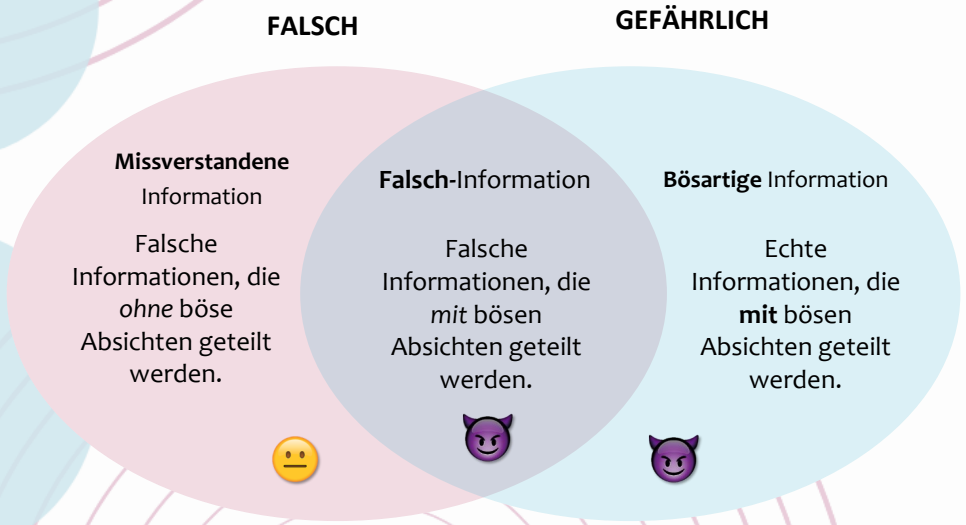 FALSCH
GEFÄHRLICH
Missverstandene
Information
Falsche
Informationen, die
ohne böse
Absichten geteilt
werden.
Falsch-Information
Falsche
Informationen, die
mit bösen
Absichten geteilt
werden.
Bösartige Information
Echte
Informationen, die
mit bösen
Absichten geteilt
werden.